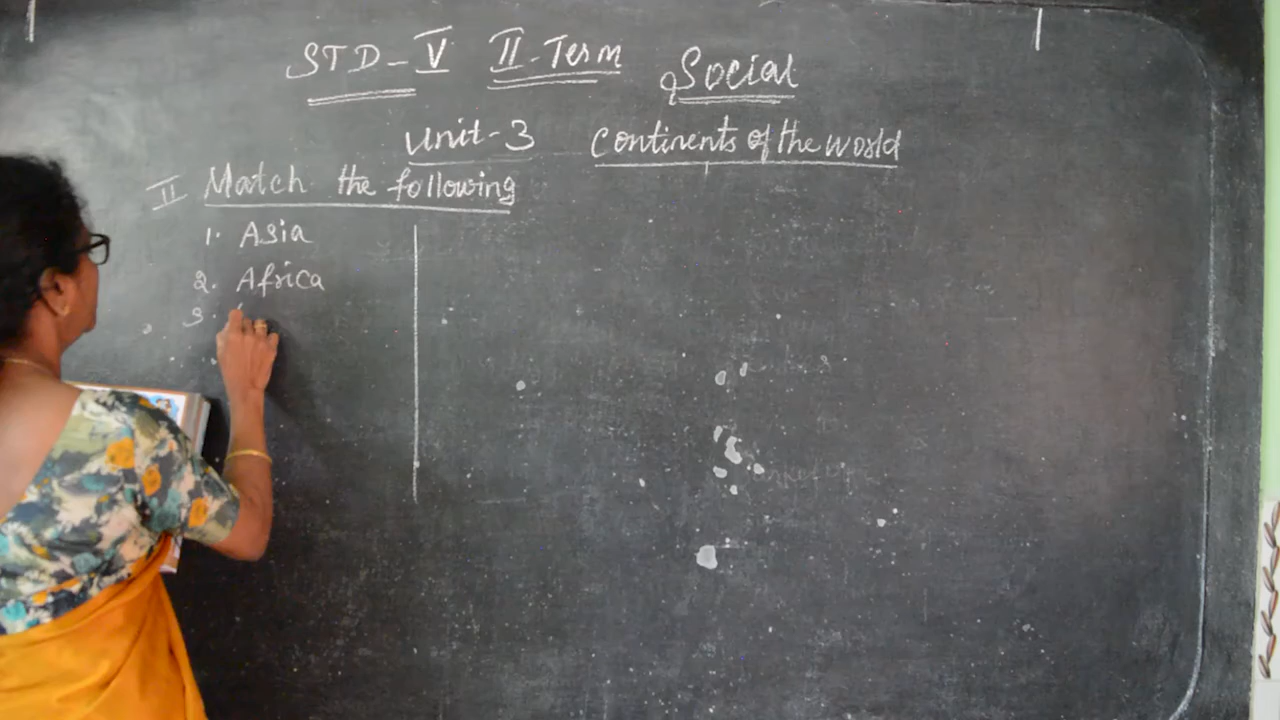 STD-V II-Term Social
Unit-3 Continents of the world
II Match the following
1. Asia
2. Africa
3.